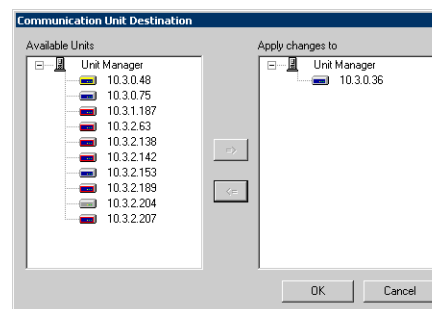 Communication Unit Destination
Available Units
Unit Manager
10.3.0.48
10.3.0.75
10.3.1.187
10.3.2.63
10.3.2.138
10.3.2.142
10.3.2.153
10.3.2.189
10.3.2.204
10.3.2.207
=>
<=
Apply changes to
Unit Manager
10.3.0.36
OK
Cancel